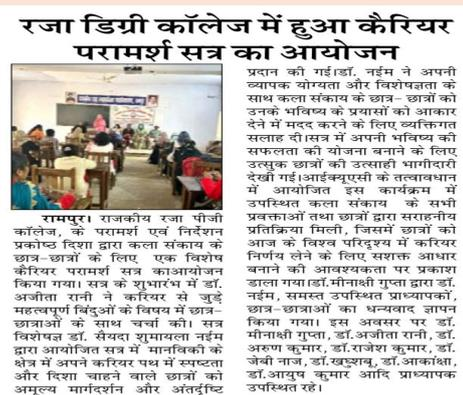 रजा डिग्री कॉलेज में हुआ कैरियर
परामर्श सत्र का आयोजन
रामपुर। राजकीय रजा पीजी
कॉलेज, के परामर्श एवं निर्देशन
प्रकोष्ठ दिशा द्वारा कला संकाय के
छात्र-छात्रों के लिए एक विशेष
कैरियर परामर्श सत्र काआयोजन
किया गया। सत्र के शुभारंभ में डॉ.
अजीता रानी ने करियर से जुड़े
महत्वपूर्ण बिंदुओं के विषय में छात्र-
छात्राओं के साथ चर्चा की। सत्र
विशेषज्ञ डॉ. सैयदा शुमायला नईम
द्वारा आयोजित सत्र में मानविकी के
क्षेत्र में अपने करियर पथ में स्पष्टता
और दिशा चाहने वाले छात्रों को
अमूल्य मार्गदर्शन और अंतर्दृष्टि
प्रदान की गई।डॉ. नईम ने अपनी
व्यापक योग्यता और विशेषज्ञता के
साथ कला संकाय के छात्र- छात्रों को
उनके भविष्य के प्रयासों को आकार
देने में मदद करने के लिए व्यक्तिगत
सलाह दी।सत्र में अपनी भविष्य की
सफलता की योजना बनाने के लिए
उत्सुक छात्रों की उत्साही भागीदारी
देखी गई।आईक्यूएसी के तत्वावधान
में आयोजित इस कार्यक्रम में
उपस्थित कला संकाय के सभी
प्रवक्ताओं तथा छात्रों द्वारा सराहनीय
प्रतिक्रिया मिली, जिसमें छात्रों को
आज के विश्व परिदृश्य में करियर
निर्णय लेने के लिए सशक्त आधार
बनाने की आवश्यकता पर प्रकाश
डाला गया।डा.मीनाक्षी गुप्ता द्वारा डॉ.
नईम, समस्त उपस्थित प्राध्यापकों,
छात्र-छात्राओं का धन्यवाद ज्ञापन
किया गया। इस अवसर पर डॉ.
मीनाक्षी गुप्ता, डॉ.अजीता रानी, डॉ.
अरुण कुमार, डॉ.राजेश कुमार, डॉ.
जेबी नाज, डॉ.खुशबू, डॉ.आकांक्षा,
डॉ.आयुष कुमार आदि प्राध्यापक
उपस्थित रहे।